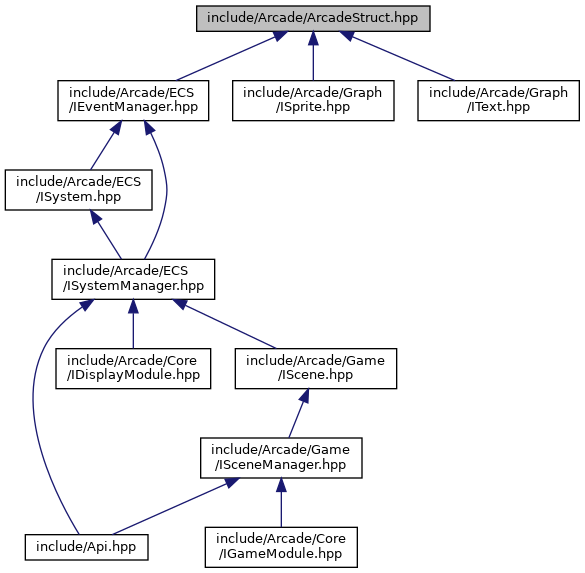 include/Arcade/ArcadeStruct.hpp
include/Arcade/ECS
/IEventManager.hpp
include/Arcade/Graph
/ISprite.hpp
include/Arcade/Graph
/IText.hpp
include/Arcade/ECS
/ISystem.hpp
include/Arcade/ECS
/ISystemManager.hpp
include/Arcade/Core
/IDisplayModule.hpp
include/Arcade/Game
/IScene.hpp
include/Arcade/Game
/ISceneManager.hpp
include/Api.hpp
include/Arcade/Core
/IGameModule.hpp